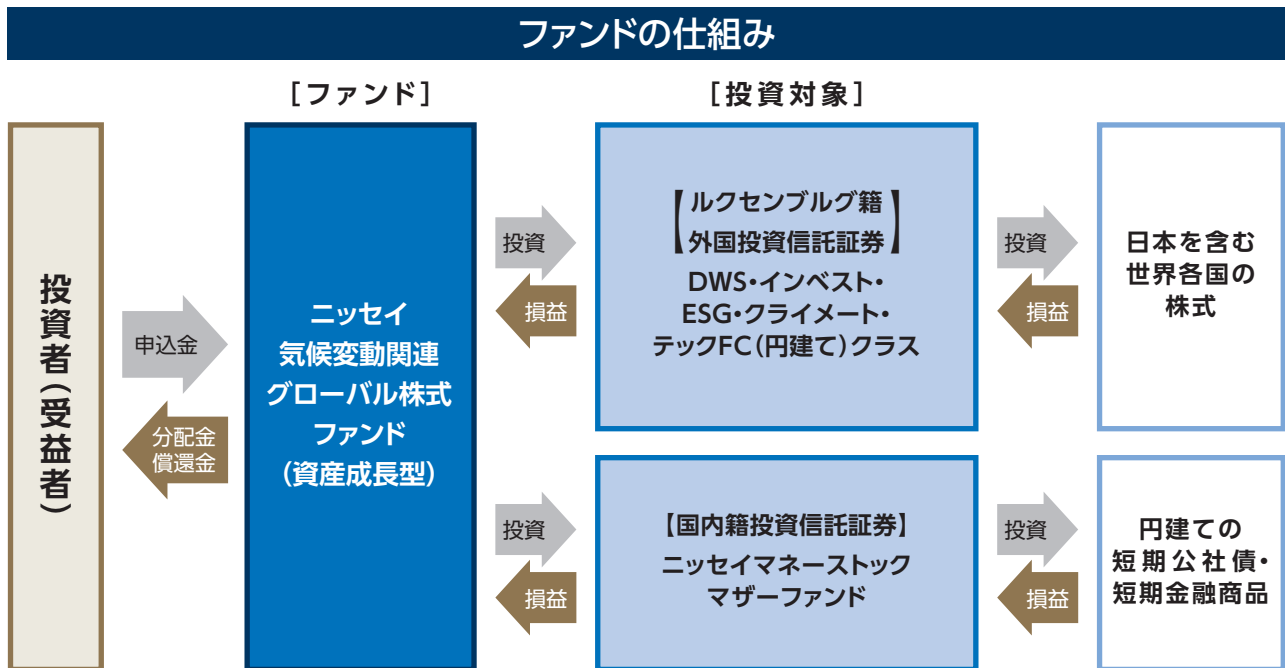 ファンドの仕組み
［ファンド］
［投資対象］
投資者（受益者）
申込金
分配金
償還金
ニッセイ
気候変動関連
グローバル株式
ファンド
（資産成長型）
投資
損益
【ルクセンブルグ籍
外国投資信託証券】
DWS・インベスト・
ESG・クライメート・
テックFC（円建て）クラス
投資
損益
日本を含む
世界各国の
株式
投資
損益
【国内籍投資信託証券】
ニッセイマネーストック
マザーファンド
投資
損益
円建ての
短期公社債・
短期金融商品